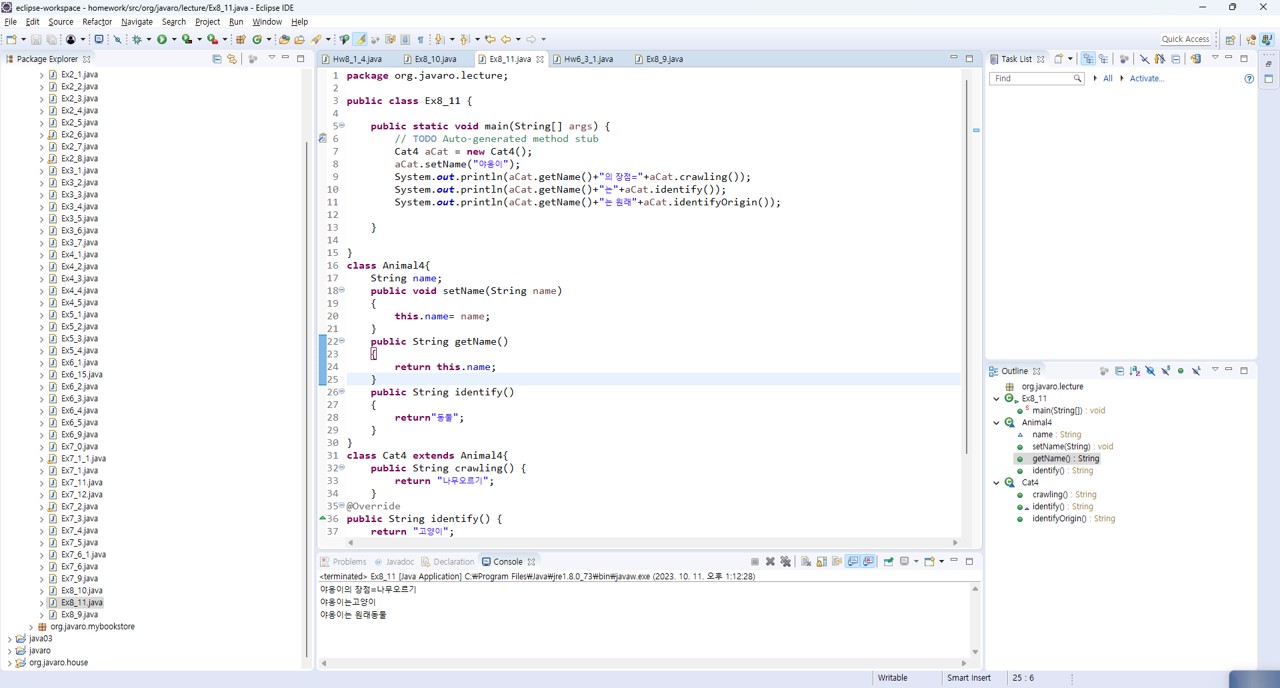 eclipse-workspace - homework/src/org/javaro/lecture/Ex8_11.java - Eclipse IDE
File Edit Source Refactor Navigate Search Project Run Window Help
Quick Access
Package Explorer
Ex2_1.java
Ex2_2.java
Ex2_3.java
Ex2_4.java
Ex2_5.java
Ex2_6.java
Ex2_7.java
Ex2_8.java
Ex3_1.java
Ex3_2.java
Ex3_3.java
Ex3_4.java
Ex3_5.java
Ex3_6.java
Ex3_7.java
Ex4_1.java
Ex4_2.java
Ex4_3.java
Ex4_4.java
Ex4_5.java
Ex5_1.java
Ex5_2.java
Ex5_3.java
Ex5_4.java
Ex6_1.java
Ex6_15.java
Ex6_2.java
Ex6_3.java
Ex6_4.java
Ex6_5.java
Ex6_9.java
Ex7_0.java
Ex7_1_1.java
Ex7_1.java
Ex7_11.java
Ex7_12.java
Ex7_2.java
Ex7_3.java
Ex7_4.java
Ex7_5.java
Ex7_6_1.java
Ex7_6.java
Ex7_9.java
Ex8_10.java
Ex8_11.java
Ex8_9.java
org.javaro.mybookstore
java03
javaro
org.javaro.house
Hw8_1_4.java Ex8_10.java Ex8_11.java Hw6_3_1.java Ex8_9.java
1 package org.javaro.lecture;
2
3 public class Ex8_11 {
4
5 public static void main(String[] args) {
6 // TODO Auto-generated method stub
7 Cat4 aCat = new Cat4();
8 aCat.setName("야옹이");
9 System.out.println(aCat.getName()+"의 장점="+aCat.crawling());
10 System.out.println(aCat.getName()+"는"+aCat.identify());
11 System.out.println(aCat.getName()+"는 원래"+aCat.identifyOrigin());
12
13 }
14
15 }
16 class Animal4{
17 String name;
18 public void setName(String name)
19 {
20 this.name= name;
21 }
22 public String getName()
23 {
24 return this.name;
25 }
26 public String identify()
27 {
28 return"동물";
29 }
30 }
31 class Cat4 extends Animal4{
32 public String crawling() {
33 return "나무오르기";
34 }
35 @Override
36 public String identify() {
37 return "고양이";
Problems Javadoc Declaration Console
<terminated> Ex8_11 [Java Application] C:₩Program Files₩Java₩jre1.8.0_73₩bin₩javaw.exe (2023. 10. 11. 오후 1:12:28)
야옹이의 장점=나무오르기
야옹이는고양이
야옹이는 원래동물
Task List
Find All Activate...
Outline
org.javaro.lecture
Ex8_11
main(String[]) : void
Animal4
name : String
setName(String) : void
getName() : String
identify() : String
Cat4
crawling() : String
identify() : String
identifyOrigin() : String
Writable Smart Insert 25 : 6